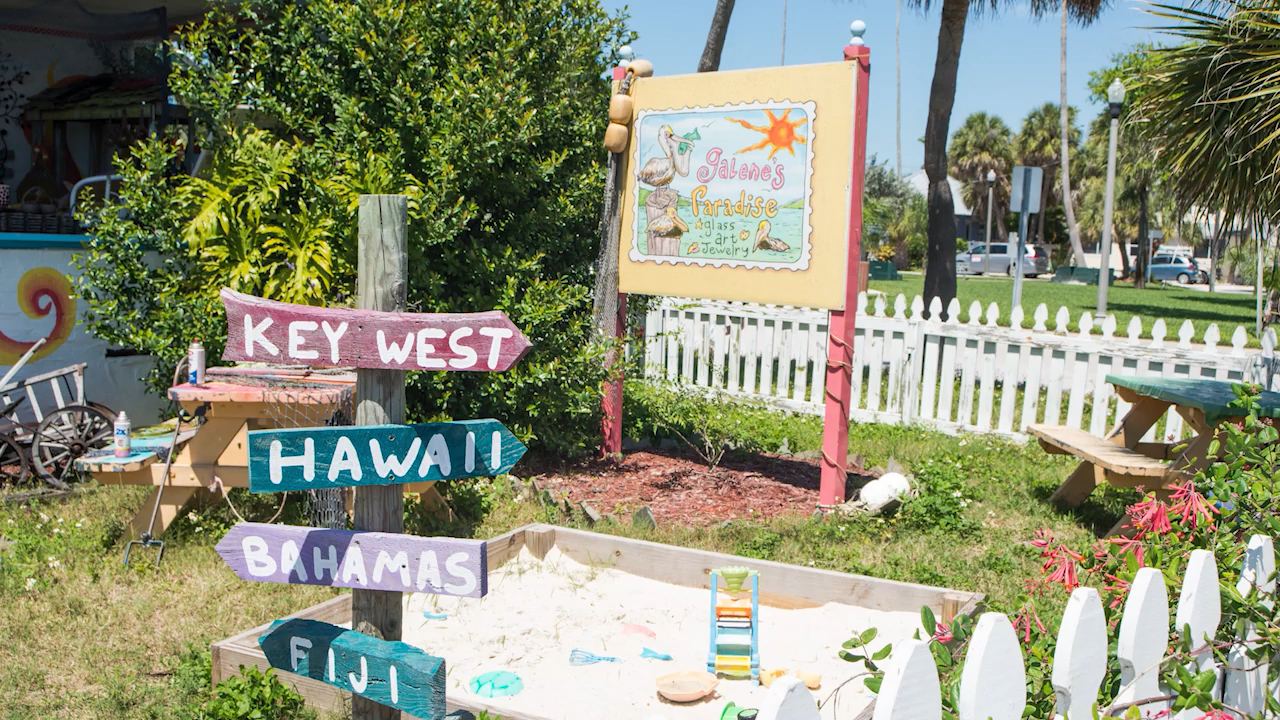 galene's
Paradise
glass
art
Jewelry
KEY WEST
HAWAII
BAHAMAS
FIJI